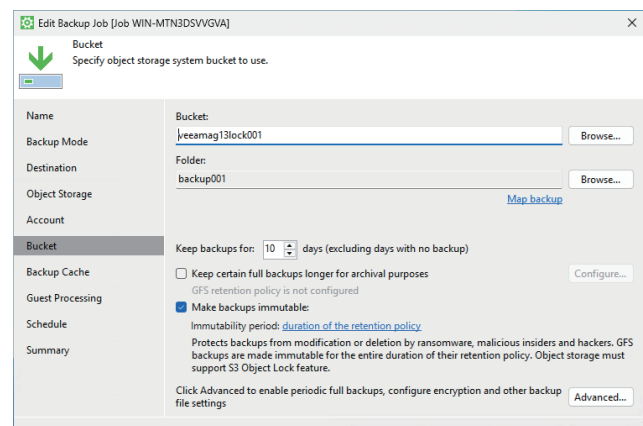 Edit Backup Job [Job WIN-MTN3DSVVGVA]
Bucket
Specify object storage system bucket to use.
Name
Backup Mode
Destination
Object Storage
Account
Bucket
Backup Cache
Guest Processing
Schedule
Summary
Bucket:
veeamag13lock001
Browse...
Folder:
backup001
Browse...
Map backup
Keep backups for: 10 days (excluding days with no backup)
Keep certain full backups longer for archival purposes
Configure...
GFS retention policy is not configured
Make backups immutable:
Immutability period: duration of the retention policy
Protects backups from modification or deletion by ransomware, malicious insiders and hackers. GFS
backups are made immutable for the entire duration of their retention policy. Object storage must
support S3 Object Lock feature.
Click Advanced to enable periodic full backups, configure encryption and other backup
file settings
Advanced...